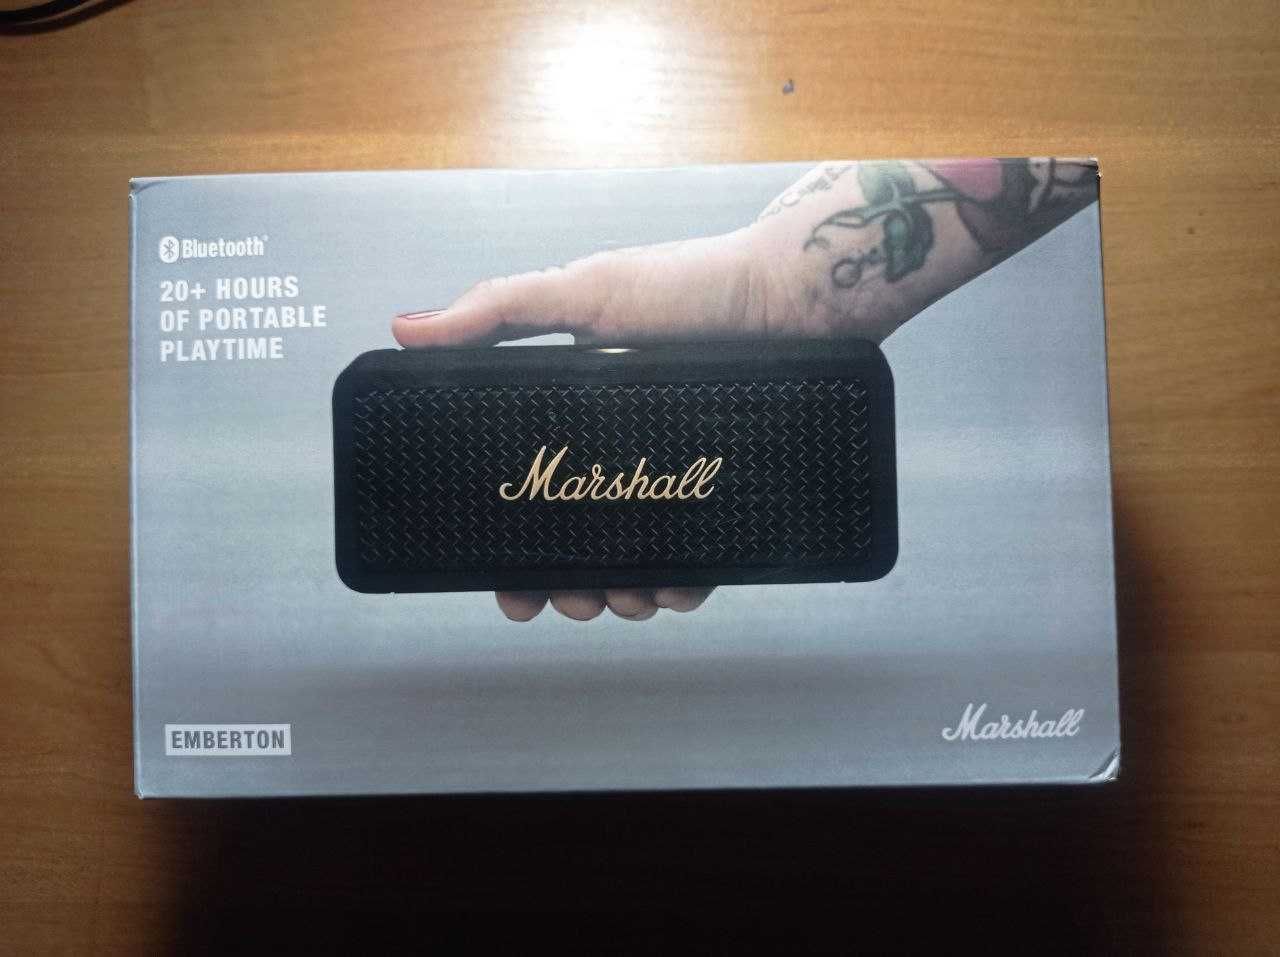 Bluetooth®
20+ HOURS
OF PORTABLE
PLAYTIME
Marshall
EMBERTON
Marshall